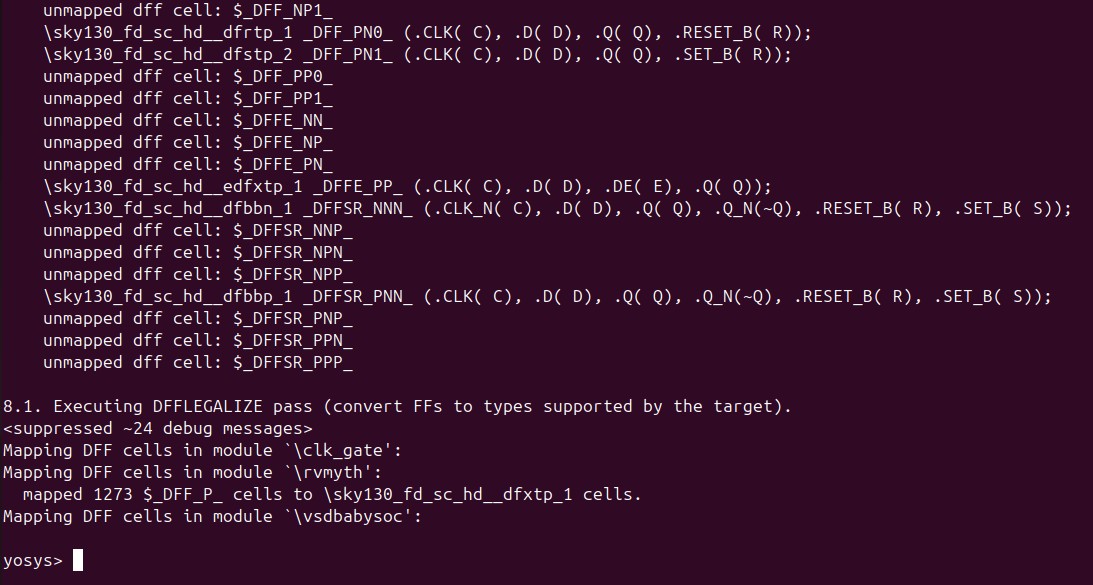 unmapped dff cell: $_DFF_NP1_
\sky130_fd_sc_hd__dfrtp_1 _DFF_PN0_ (.CLK( C), .D( D), .Q( Q), .RESET_B( R));
\sky130_fd_sc_hd__dfstp_2 _DFF_PN1_ (.CLK( C), .D( D), .Q( Q), .SET_B( R));
unmapped dff cell: $_DFF_PP0_
unmapped dff cell: $_DFF_PP1_
unmapped dff cell: $_DFFE_NN_
unmapped dff cell: $_DFFE_NP_
unmapped dff cell: $_DFFE_PN_
\sky130_fd_sc_hd__edfxtp_1 _DFFE_PP_ (.CLK( C), .D( D), .DE( E), .Q( Q));
\sky130_fd_sc_hd__dfbbn_1 _DFFSR_NNN_ (.CLK_N( C), .D( D), .Q( Q), .Q_N(~Q), .RESET_B( R), .SET_B( S));
unmapped dff cell: $_DFFSR_NNP_
unmapped dff cell: $_DFFSR_NPN_
unmapped dff cell: $_DFFSR_NPP_
\sky130_fd_sc_hd__dfbbp_1 _DFFSR_PNN_ (.CLK( C), .D( D), .Q( Q), .Q_N(~Q), .RESET_B( R), .SET_B( S));
unmapped dff cell: $_DFFSR_PNP_
unmapped dff cell: $_DFFSR_PPN_
unmapped dff cell: $_DFFSR_PPP_
8.1. Executing DFFLEGALIZE pass (convert FFs to types supported by the target).
<suppressed ~24 debug messages>
Mapping DFF cells in module `\clk_gate':
Mapping DFF cells in module `\rvmyth':
mapped 1273 $_DFF_P_ cells to \sky130_fd_sc_hd__dfxtp_1 cells.
Mapping DFF cells in module `\vsdbabysoc':
yosys>